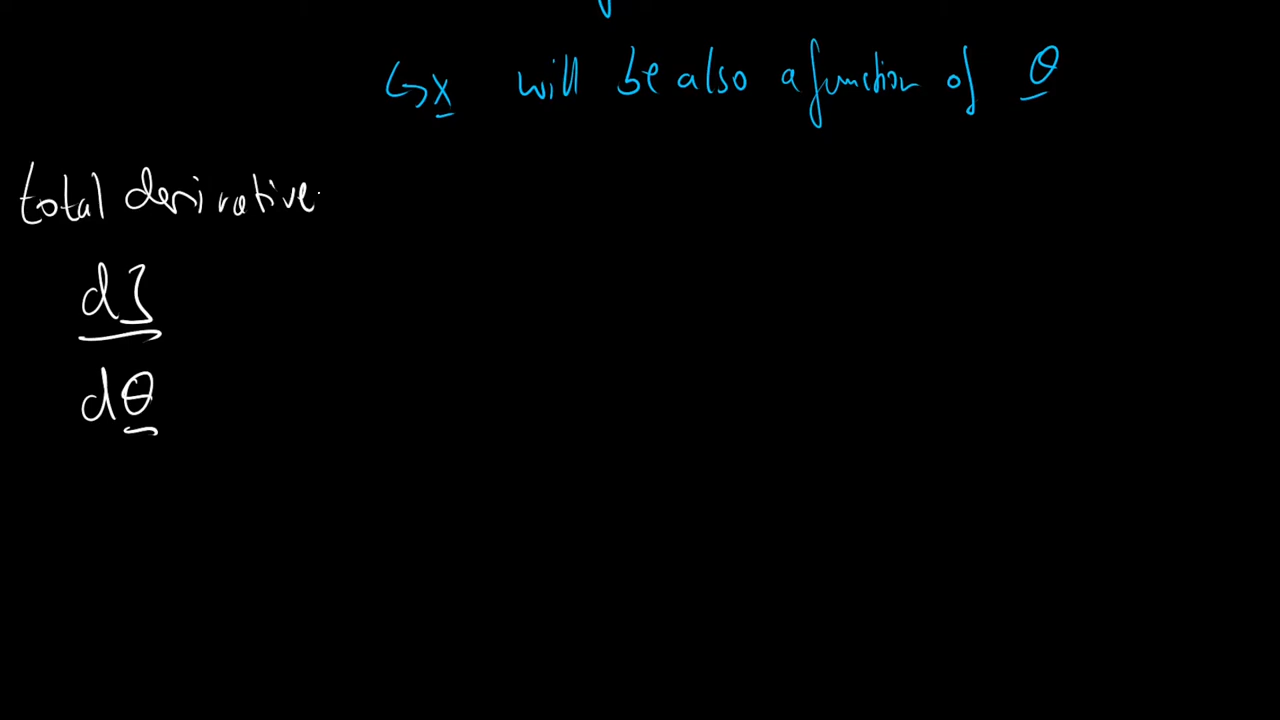 ↳ x will be also a function of θ
total derivative
dJ
dθ